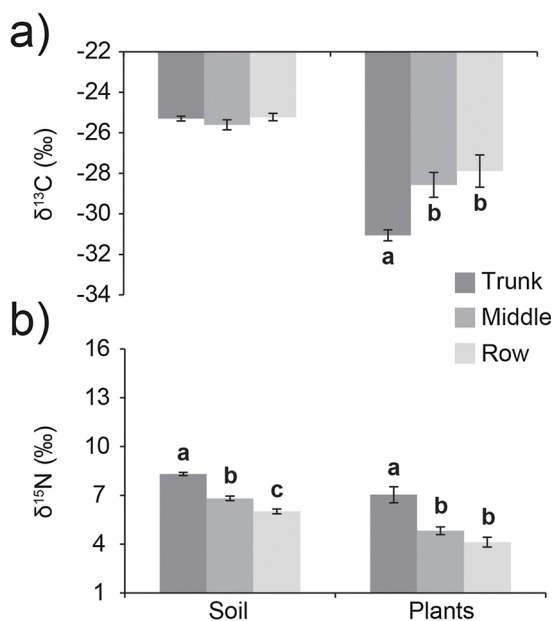 a)
-22
-24
-26
-28
-30
-32
-34
δ¹³C (‰)
a
b
b
Trunk
Middle
Row
b)
16
13
10
7
4
1
δ¹⁵N (‰)
a
b
c
a
b
b
Soil
Plants